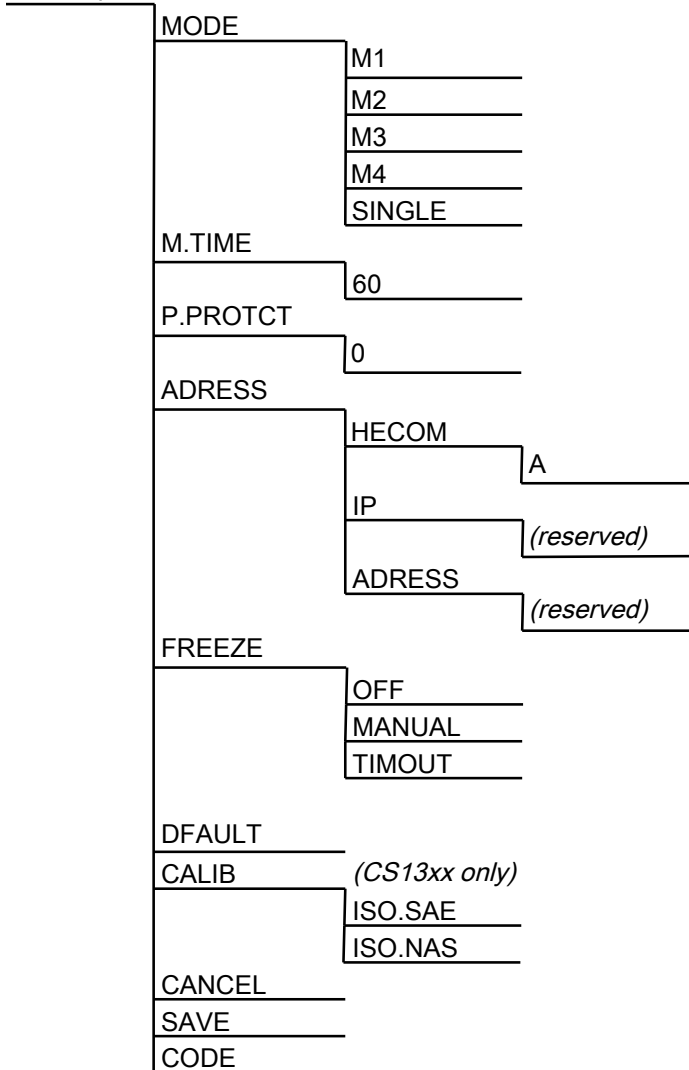 MODE
M1
M2
M3
M4
SINGLE
M.TIME
60
P.PROTCT
0
ADRESS
HECOM
A
IP
(reserved)
ADRESS
(reserved)
FREEZE
OFF
MANUAL
TIMOUT
DFAULT
CALIB (CS13xx only)
ISO.SAE
ISO.NAS
CANCEL
SAVE
CODE